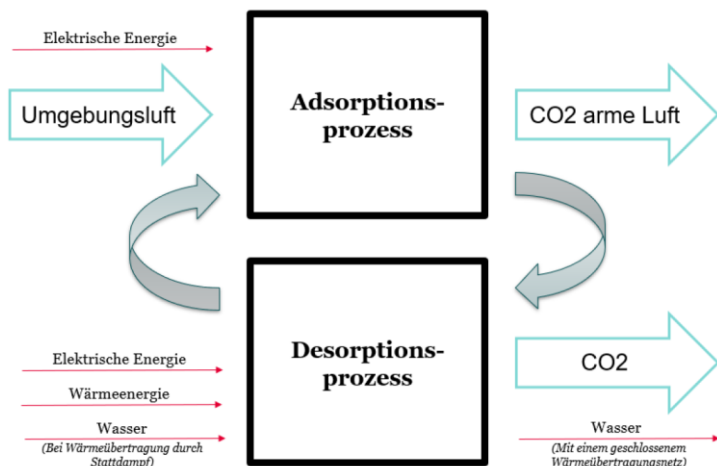 Elektrische Energie
Umgebungsluft
Adsorptions-
prozess
CO2 arme Luft
Elektrische Energie
Wärmeenergie
Wasser
(Bei Wärmeübertragung durch
Stattdampf)
Desorptions-
prozess
CO2
Wasser
(Mit einem geschlossenem
Wärmeübertragungsnetz)